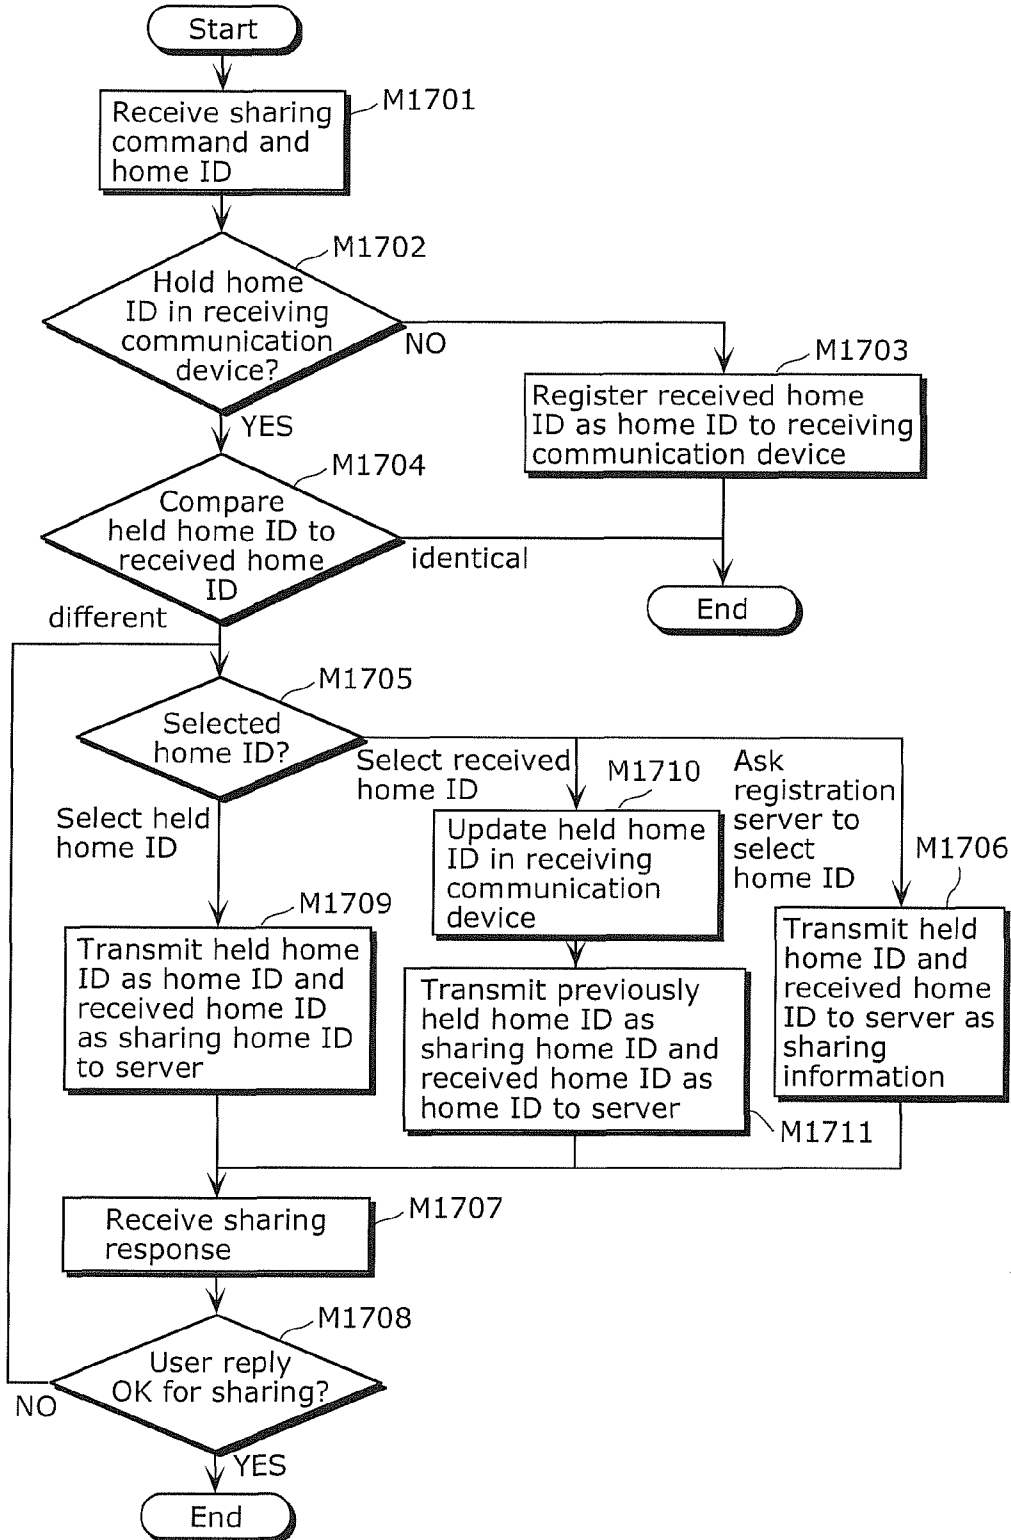 Start
M1701
Receive sharing
command and
home ID
M1702
Hold home
ID in receiving
communication
device?
NO
YES
M1703
Register received home
ID as home ID to receiving
communication device
M1704
Compare
held home ID to
received home
ID
identical
different
End
M1705
Selected
home ID?
Select held
home ID
Select received
home ID
Ask
registration
server to
select
home ID
M1710
Update held home
ID in receiving
communication
device
M1706
Transmit held
home ID and
received home
ID to server as
sharing
information
M1709
Transmit held home
ID as home ID and
received home ID
as sharing home ID
to server
Transmit previously
held home ID as
sharing home ID and
received home ID as
home ID to server
M1711
M1707
Receive sharing
response
M1708
User reply
OK for sharing?
NO
YES
End